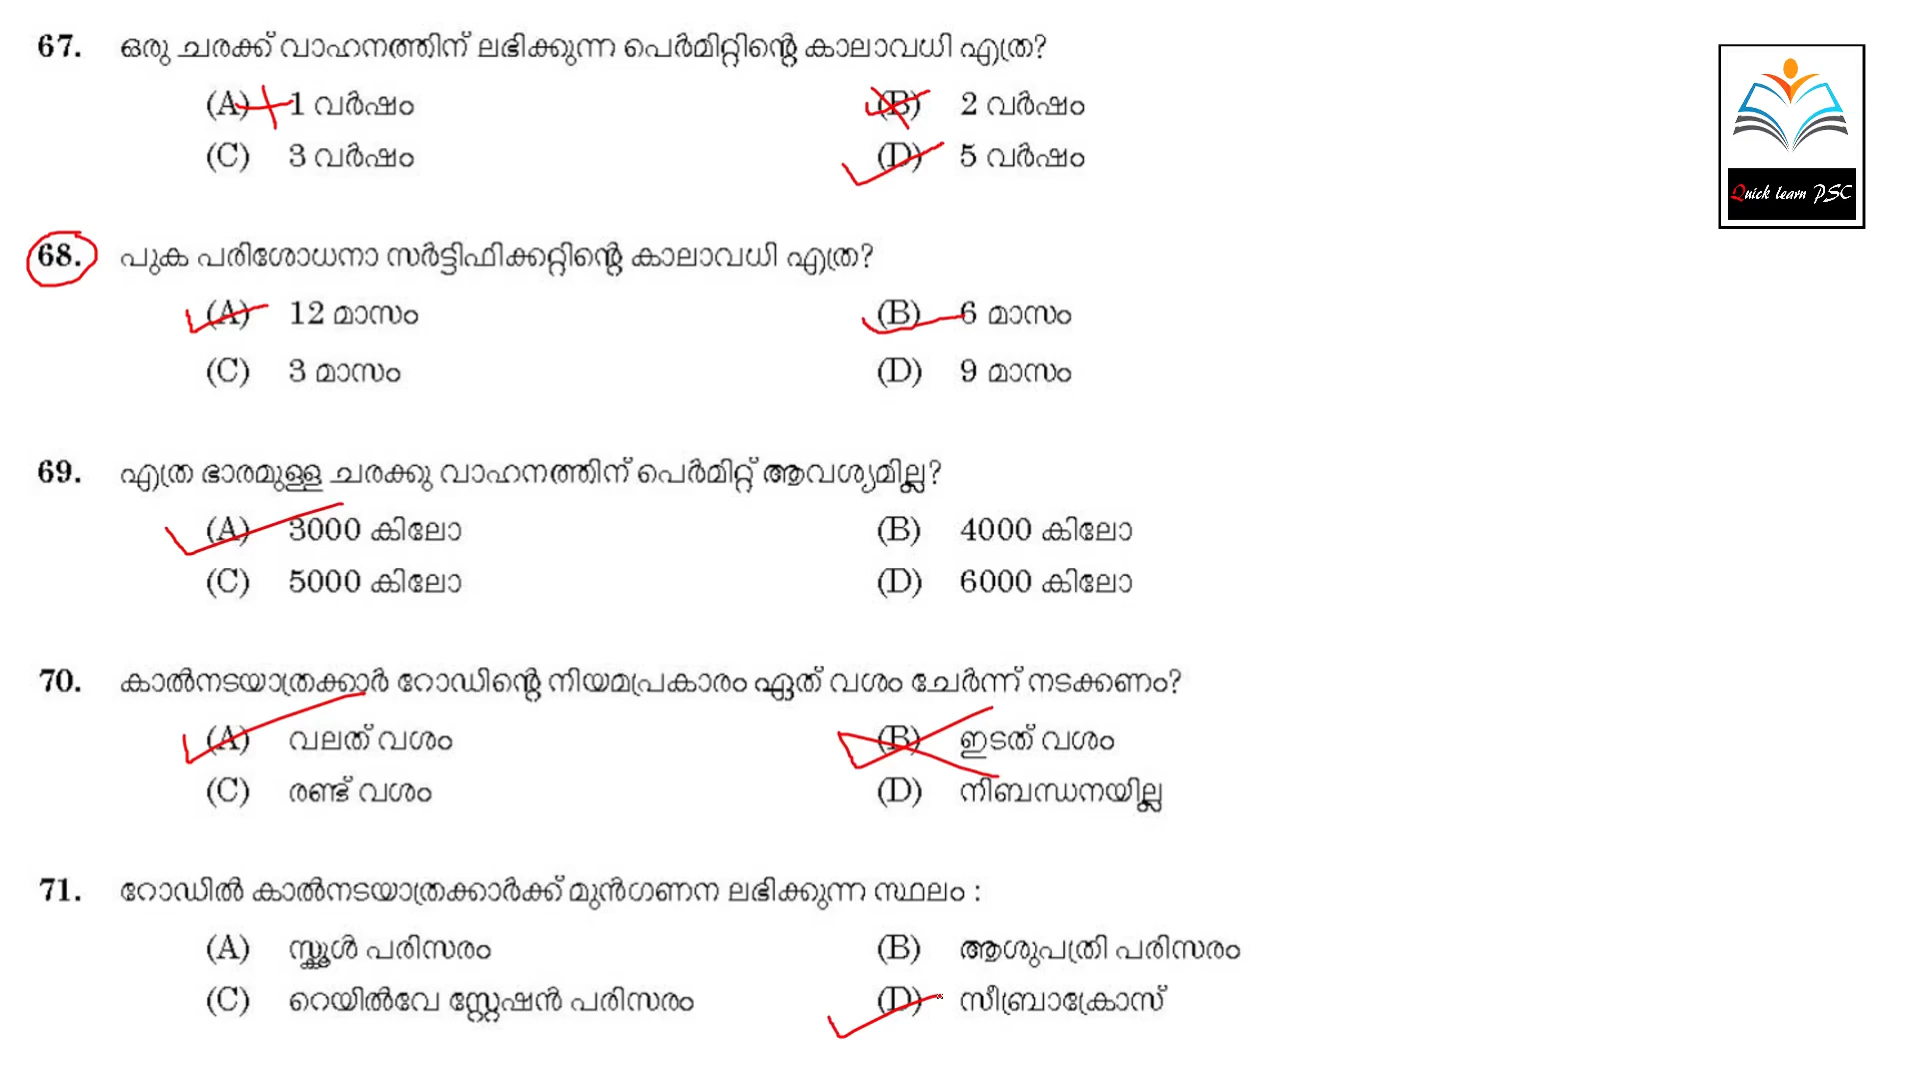 67. ഒരു ചരക്ക് വാഹനത്തിന് ലഭിക്കുന്ന പെർമിറ്റിന്റെ കാലാവധി എത്ര?
(A) 1 വർഷം (B) 2 വർഷം
(C) 3 വർഷം (D) 5 വർഷം
Quick learn PSC
68. പുക പരിശോധനാ സർട്ടിഫിക്കറ്റിന്റെ കാലാവധി എത്ര?
(A) 12 മാസം (B) 6 മാസം
(C) 3 മാസം (D) 9 മാസം
69. എത്ര ഭാരമുള്ള ചരക്കു വാഹനത്തിന് പെർമിറ്റ് ആവശ്യമില്ല?
(A) 3000 കിലോ (B) 4000 കിലോ
(C) 5000 കിലോ (D) 6000 കിലോ
70. കാൽനടയാത്രക്കാർ റോഡിന്റെ നിയമപ്രകാരം ഏത് വശം ചേർന്ന് നടക്കണം?
(A) വലത് വശം (B) ഇടത് വശം
(C) രണ്ട് വശം (D) നിബന്ധനയില്ല
71. റോഡിൽ കാൽനടയാത്രക്കാർക്ക് മുൻഗണന ലഭിക്കുന്ന സ്ഥലം :
(A) സ്ക്കൂൾ പരിസരം (B) ആശുപത്രി പരിസരം
(C) റെയിൽവേ സ്റ്റേഷൻ പരിസരം (D) സീബ്രാക്രോസ്